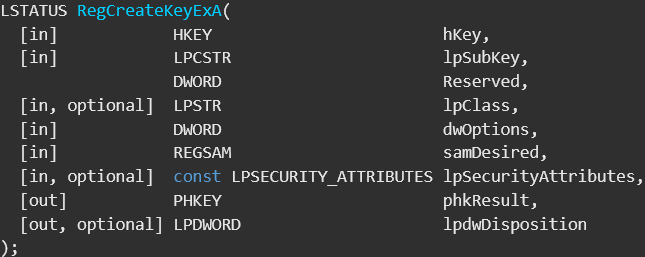 LSTATUS RegCreateKeyExA(
  [in]            HKEY                        hKey,
  [in]            LPCSTR                      lpSubKey,
                  DWORD                       Reserved,
  [in, optional]  LPSTR                       lpClass,
  [in]            DWORD                       dwOptions,
  [in]            REGSAM                      samDesired,
  [in, optional]  const LPSECURITY_ATTRIBUTES lpSecurityAttributes,
  [out]           PHKEY                       phkResult,
  [out, optional] LPDWORD                     lpdwDisposition
);